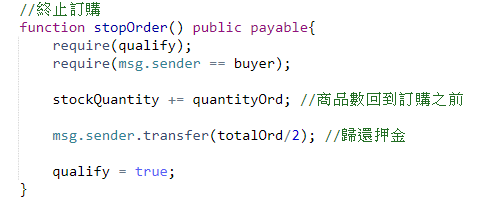 //終止訂購
function stopOrder() public payable{
require(qualify);
require(msg.sender == buyer);
stockQuantity += quantityOrd; //商品數回到訂購之前
msg.sender.transfer(totalOrd/2); //歸還押金
qualify = true;
}